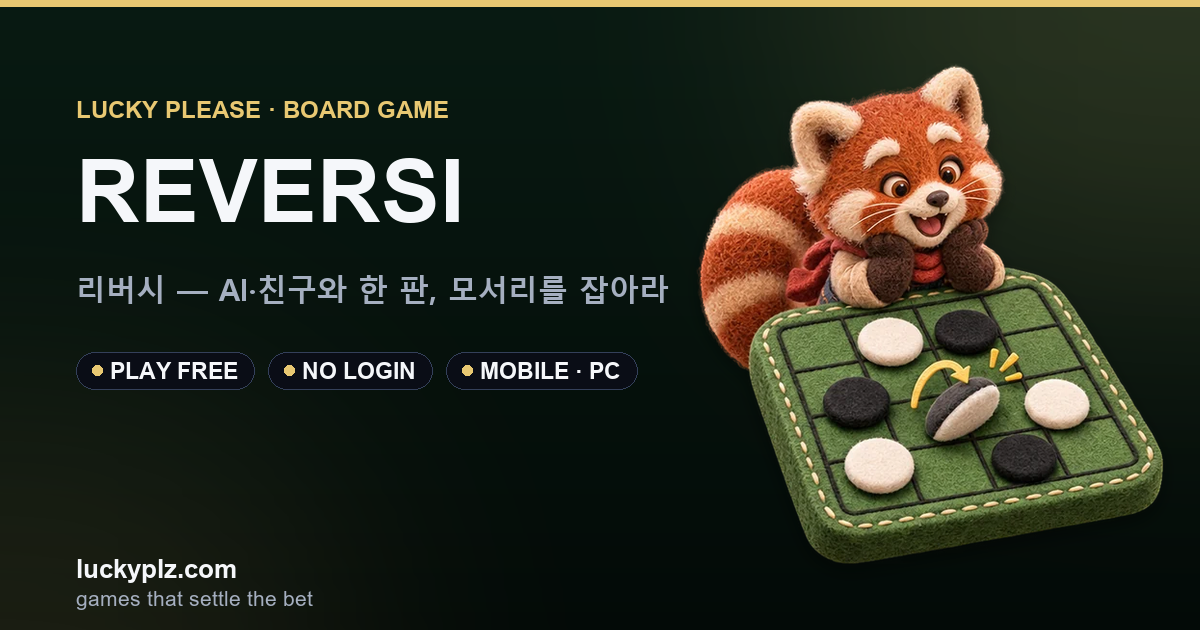 LUCKY PLEASE · BOARD GAME
REVERSI
리버시 — AI·친구와 한 판, 모서리를 잡아라
PLAY FREE
NO LOGIN
MOBILE · PC
luckyplz.com
games that settle the bet